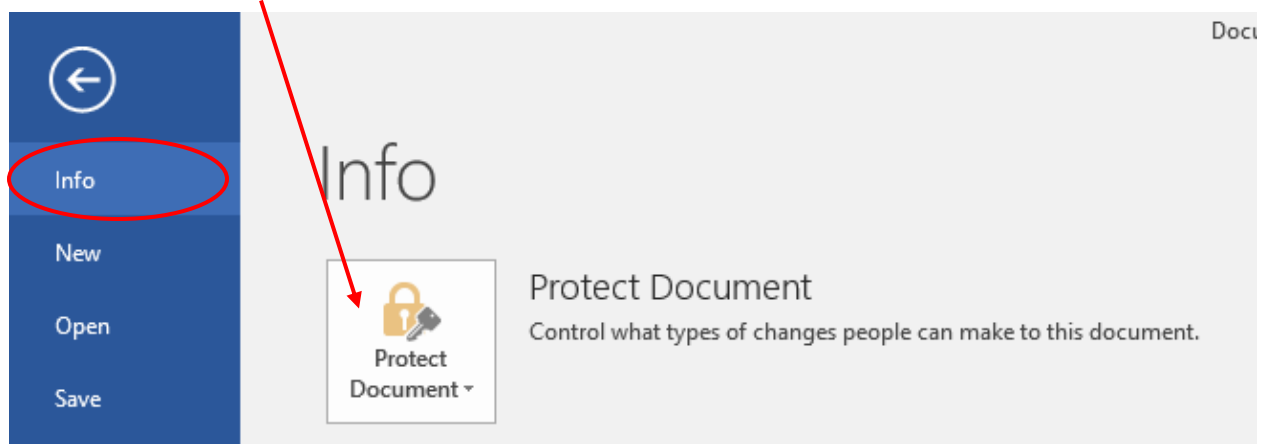 Docu
Info
Info
New
Open
Save
Protect
Document
Protect Document
Control what types of changes people can make to this document.